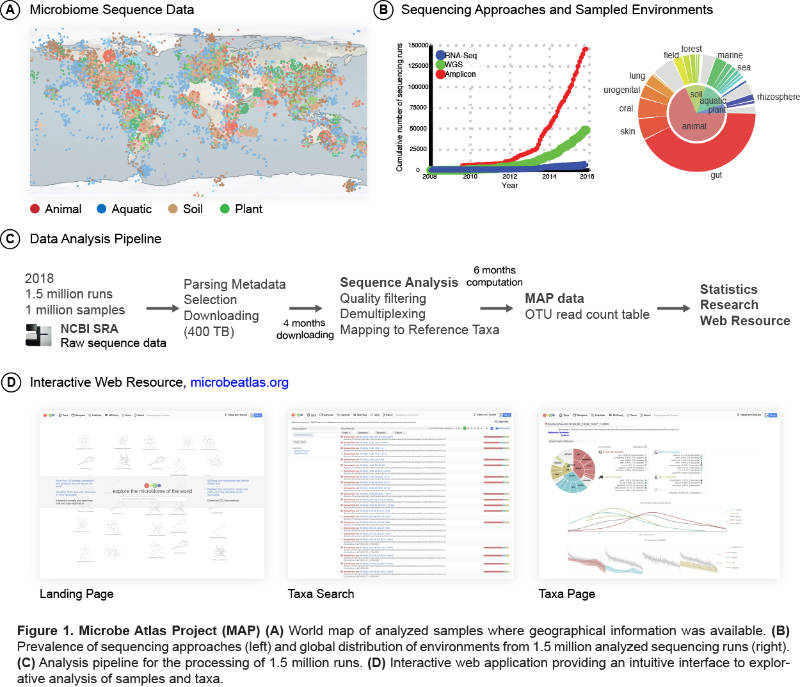 A Microbiome Sequence Data
Animal Aquatic Soil Plant
B Sequencing Approaches and Sampled Environments
Cumulative number of sequencing runs
150000
125000
100000
75000
50000
25000
0
RNA-Seq
WGS
Amplicon
2008 2010 2012 2014 2016
Year
forest
field
marine
sea
lung
urogenital
oral
skin
rhizosphere
soil
aquatic
plant
animal
gut
C Data Analysis Pipeline
2018
1.5 million runs
1 million samples
NCBI SRA
Raw sequence data
Parsing Metadata
Selection
Downloading
(400 TB)
4 months
downloading
Sequence Analysis
Quality filtering
Demultiplexing
Mapping to Reference Taxa
6 months
computation
MAP data
OTU read count table
Statistics
Research
Web Resource
D Interactive Web Resource, microbeatlas.org
explore the microbiome of the world
Landing Page
Taxa Search
Taxa Page
Figure 1. Microbe Atlas Project (MAP) (A) World map of analyzed samples where geographical information was available. (B)
Prevalence of sequencing approaches (left) and global distribution of environments from 1.5 million analyzed sequencing runs (right).
(C) Analysis pipeline for the processing of 1.5 million runs. (D) Interactive web application providing an intuitive interface to explor-
ative analysis of samples and taxa.